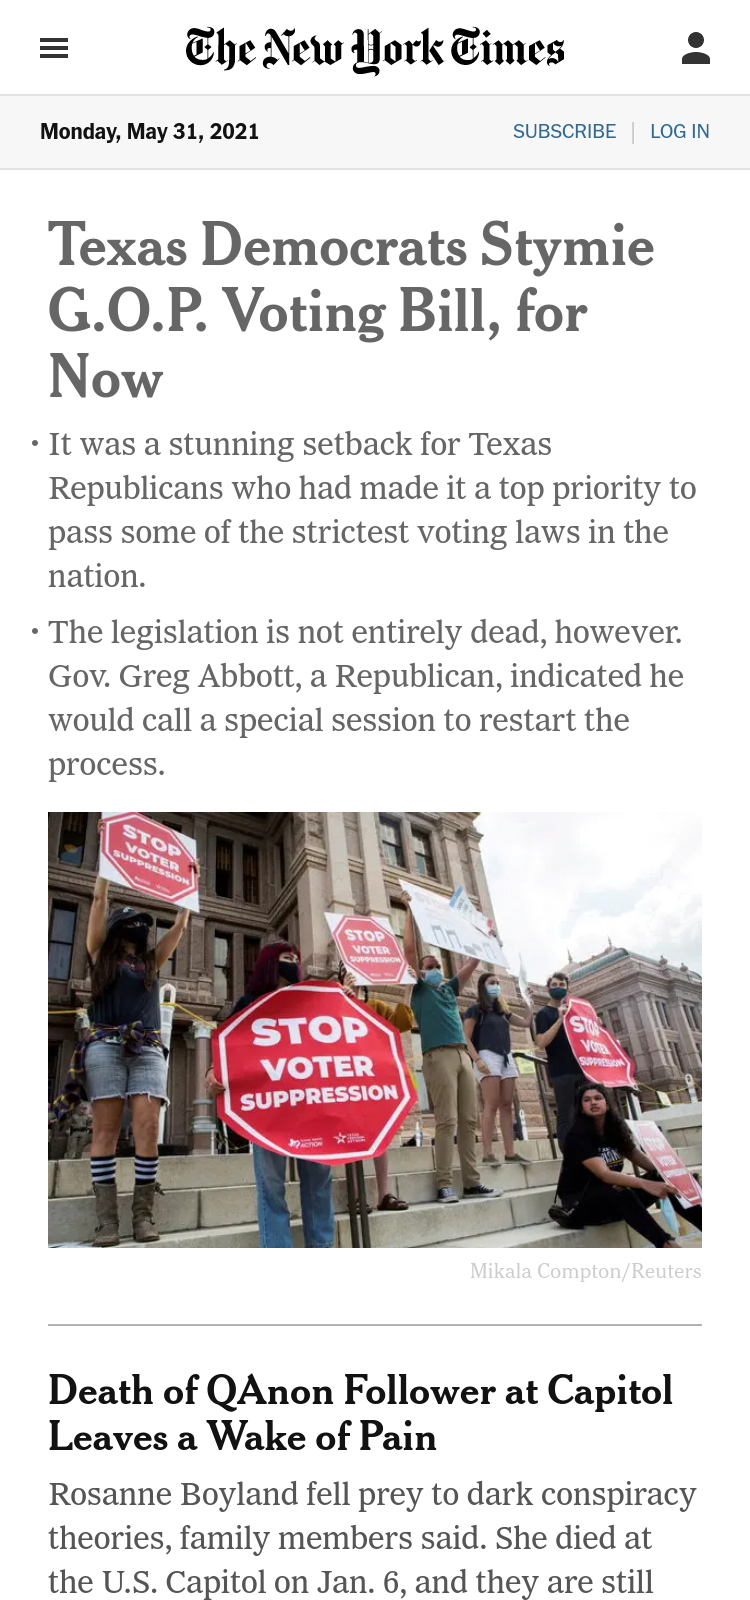 The New York Times
Monday, May 31, 2021
SUBSCRIBE | LOG IN
Texas Democrats Stymie
G.O.P. Voting Bill, for
Now
• It was a stunning setback for Texas
Republicans who had made it a top priority to
pass some of the strictest voting laws in the
nation.
• The legislation is not entirely dead, however.
Gov. Greg Abbott, a Republican, indicated he
would call a special session to restart the
process.
STOP
VOTER
SUPPRESSION
STOP
VOTER
SUPPRESSION
STOP
VOTER
SUPPRESSION
STOP
VOTER
SUPPRESSION
Mikala Compton/Reuters
Death of QAnon Follower at Capitol
Leaves a Wake of Pain
Rosanne Boyland fell prey to dark conspiracy
theories, family members said. She died at
the U.S. Capitol on Jan. 6, and they are still